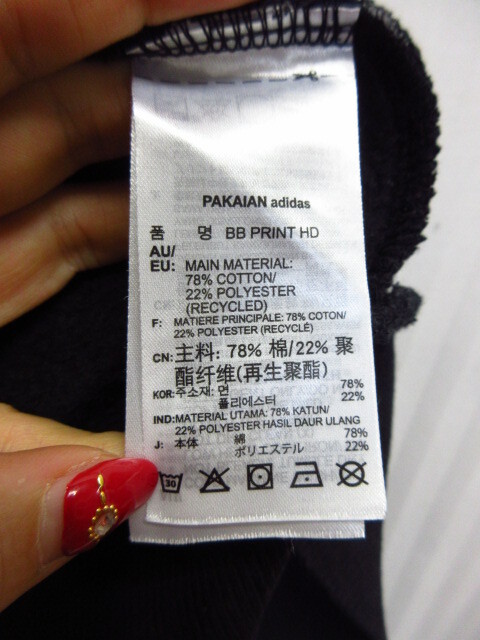 PAKAIAN adidas
품 명 BB PRINT HD
AU/
EU: MAIN MATERIAL:
78% COTTON/
22% POLYESTER
(RECYCLED)
F: MATIERE PRINCIPALE: 78% COTON/
22% POLYESTER (RECYCLÉ)
CN: 主料: 78% 棉/22% 聚
酯纤维(再生聚酯)
KOR: 주소재: 면 78%
폴리에스터 22%
IND: MATERIAL UTAMA: 78% KATUN/
22% POLYESTER HASIL DAUR ULANG
J: 本体 綿 78%
ポリエステル 22%
30